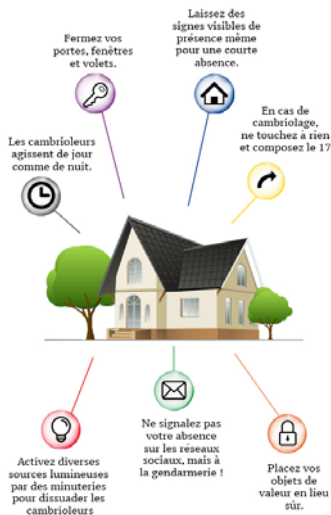 Fermez vos
portes, fenêtres
et volets.
Laissez des
signes visibles de
présence même
pour une courte
absence.
En cas de
cambriolage,
ne touchez à rien
et composez le 17
Les cambrioleurs
agissent de jour
comme de nuit.
Activez diverses
sources lumineuses
par des minuteries
pour dissuader les
cambrioleurs
Ne signalez pas
votre absence
sur les réseaux
sociaux, mais à
la gendarmerie !
Placez vos
objets de
valeur en lieu
sûr.